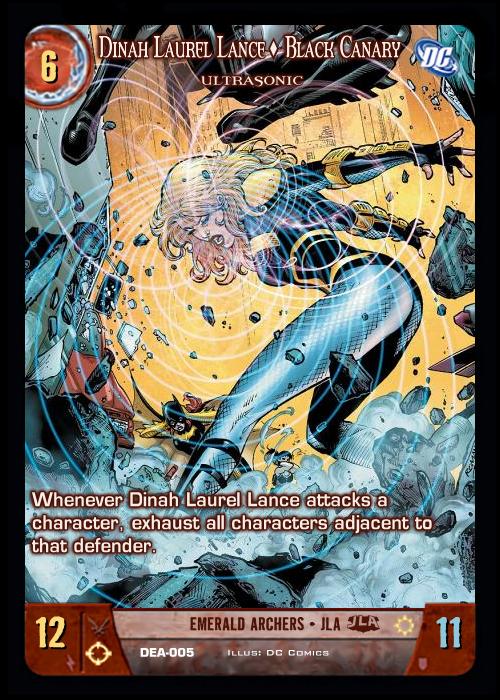 6
DINAH LAUREL LANCE ♦ BLACK CANARY
DC
ULTRASONIC
Whenever Dinah Laurel Lance attacks a
character, exhaust all characters adjacent to
that defender.
12
EMERALD ARCHERS • JLA JLA
11
DEA-005 ILLUS: DC COMICS